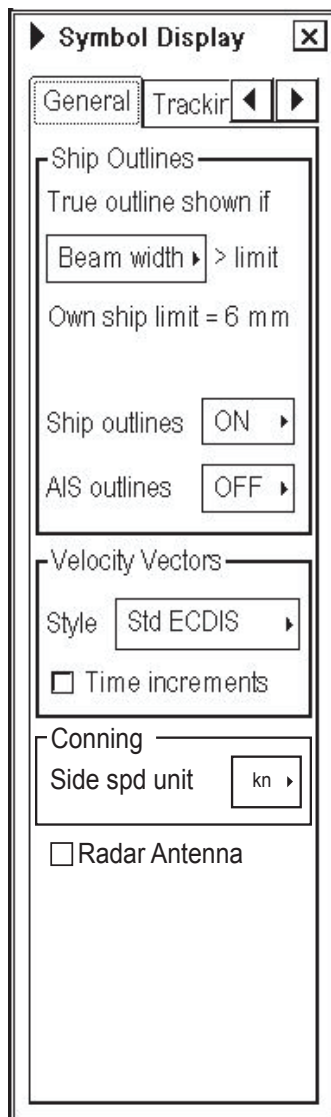 Symbol Display
General Trackin
Ship Outlines
True outline shown if
Beam width > limit
Own ship limit = 6 mm
Ship outlines ON
AIS outlines OFF
Velocity Vectors
Style Std ECDIS
Time increments
Conning
Side spd unit kn
Radar Antenna